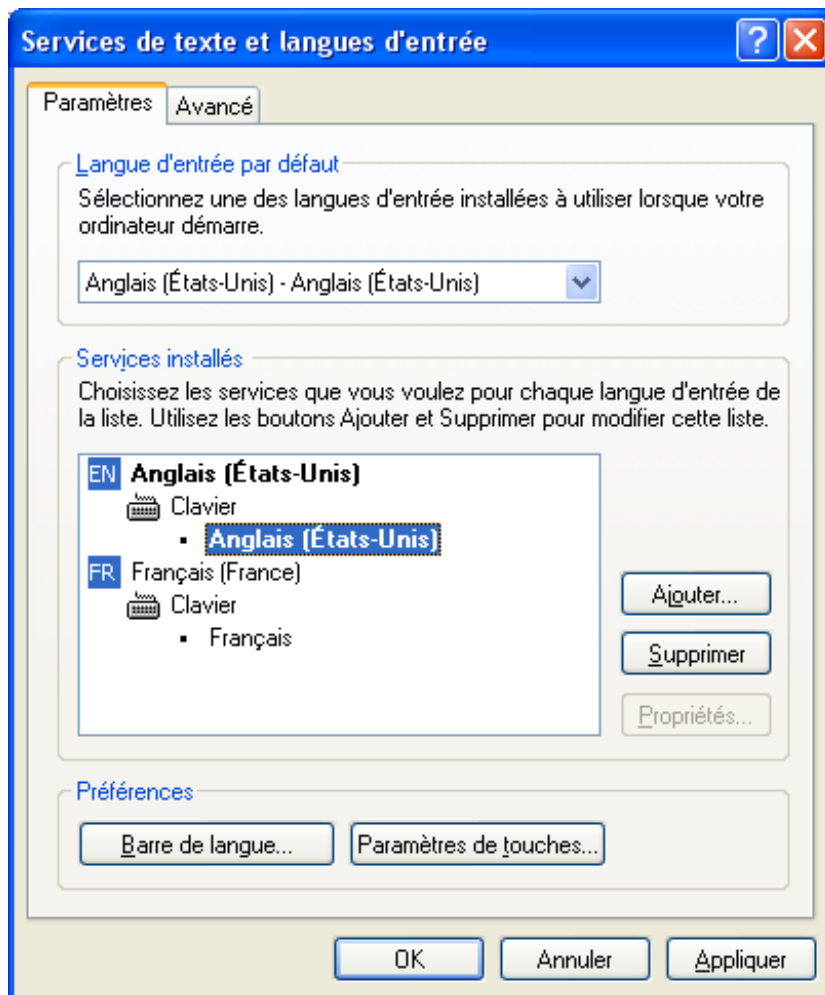 Services de texte et langues d'entrée
Paramètres
Avancé
Langue d'entrée par défaut
Sélectionnez une des langues d'entrée installées à utiliser lorsque votre
ordinateur démarre.
Anglais (États-Unis) - Anglais (États-Unis)
Services installés
Choisissez les services que vous voulez pour chaque langue d'entrée de
la liste. Utilisez les boutons Ajouter et Supprimer pour modifier cette liste.
EN Anglais (États-Unis)
Clavier
Anglais (États-Unis)
FR Français (France)
Clavier
Français
Ajouter...
Supprimer
Propriétés...
Préférences
Barre de langue...
Paramètres de touches...
OK
Annuler
Appliquer